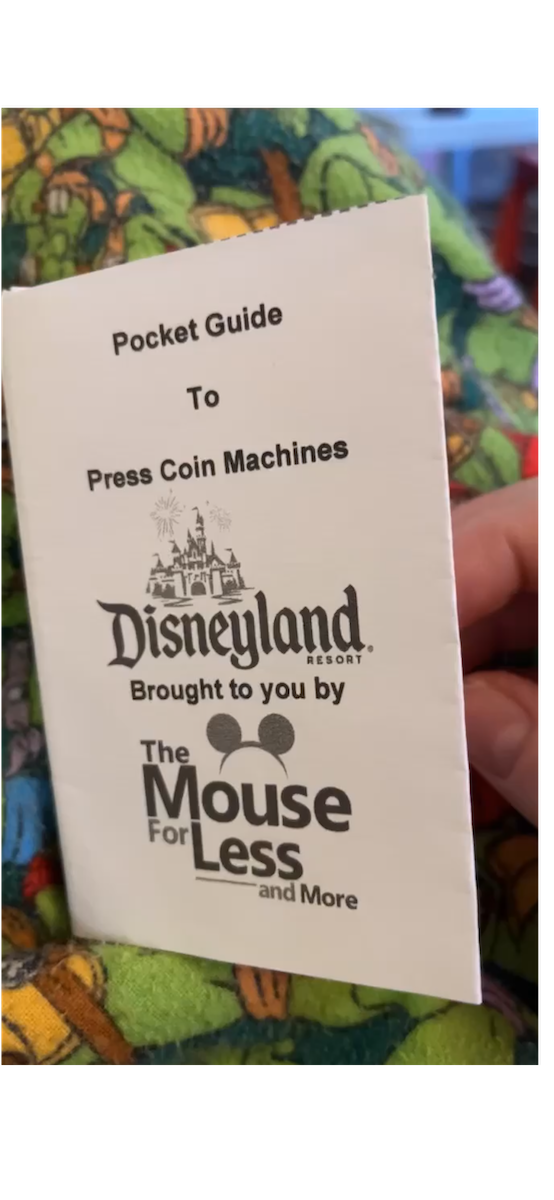 Pocket Guide
To
Press Coin Machines
Disneyland®
RESORT
Brought to you by
The
Mouse
For Less
and More